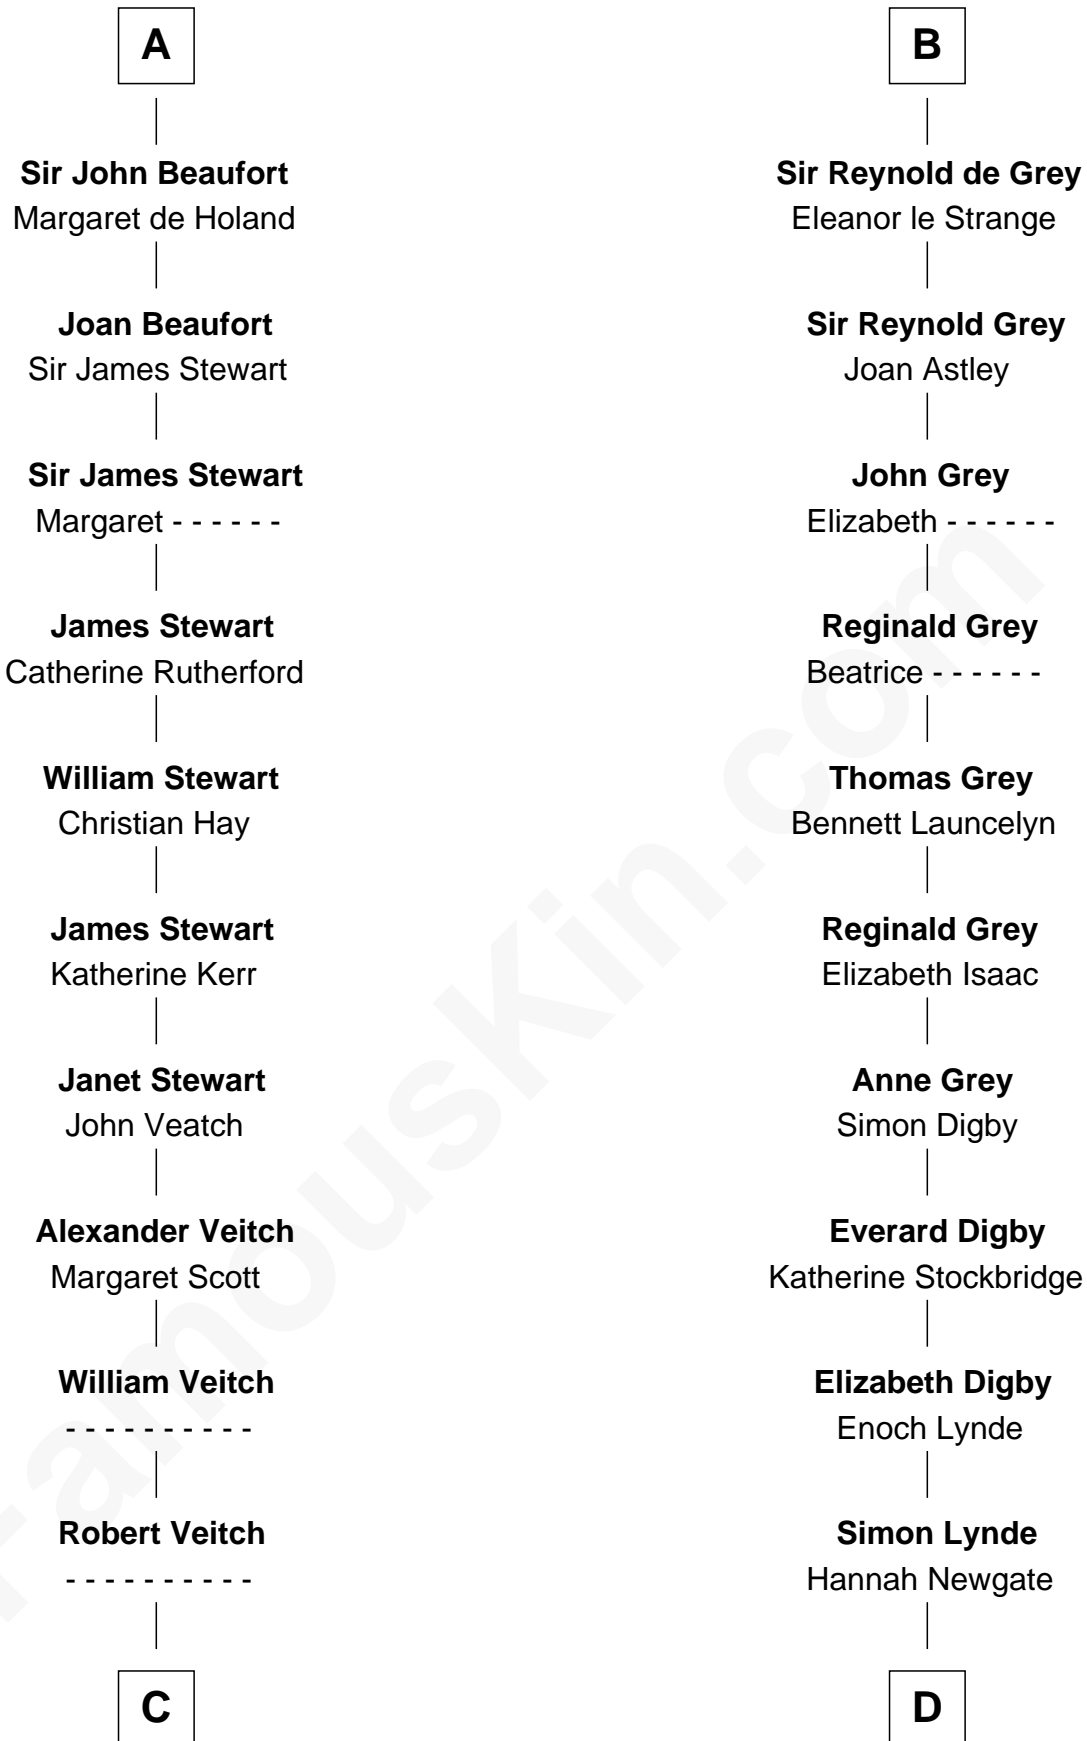 A
Sir John Beaufort
Margaret de Holand
Joan Beaufort
Sir James Stewart
Sir James Stewart
Margaret - - - - - -
James Stewart
Catherine Rutherford
William Stewart
Christian Hay
James Stewart
Katherine Kerr
Janet Stewart
John Veatch
Alexander Veitch
Margaret Scott
William Veitch
- - - - - - - - - -
Robert Veitch
- - - - - - - - - -
C
B
Sir Reynold de Grey
Eleanor le Strange
Sir Reynold Grey
Joan Astley
John Grey
Elizabeth - - - - - -
Reginald Grey
Beatrice - - - - - -
Thomas Grey
Bennett Launcelyn
Reginald Grey
Elizabeth Isaac
Anne Grey
Simon Digby
Everard Digby
Katherine Stockbridge
Elizabeth Digby
Enoch Lynde
Simon Lynde
Hannah Newgate
D
FamousKin.com